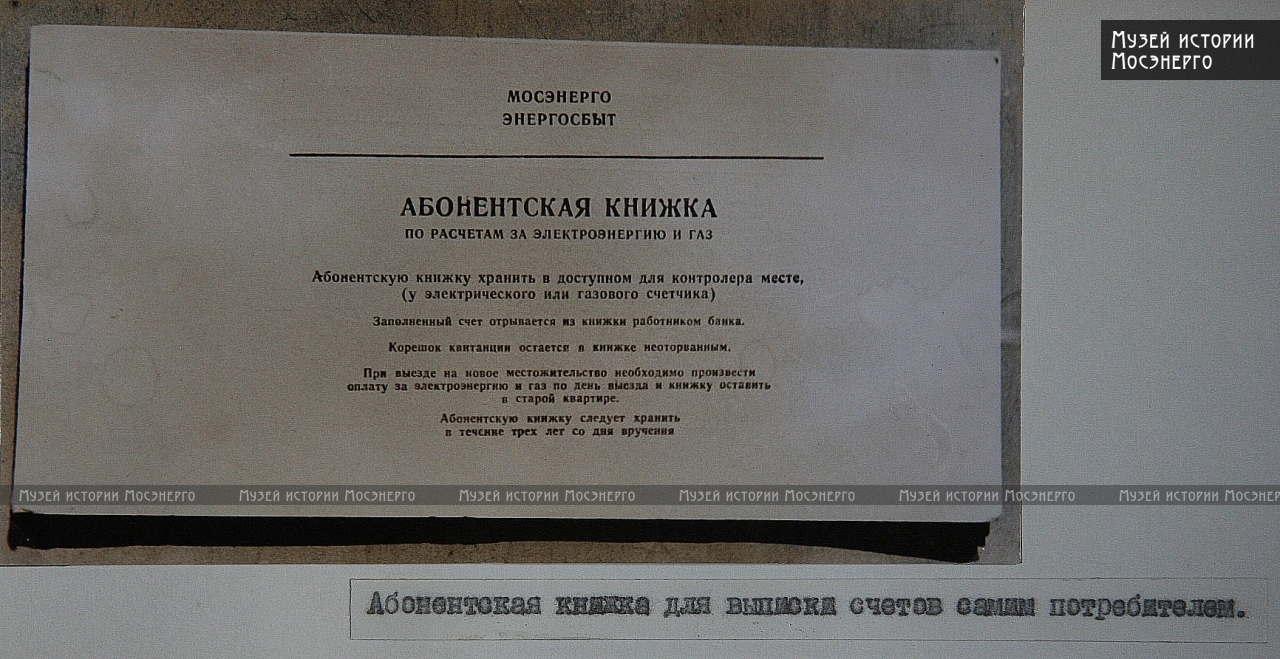 Музей истории
Мосэнерго
МОСЭНЕРГО
ЭНЕРГОСБЫТ
АБОНЕНТСКАЯ КНИЖКА
ПО РАСЧЕТАМ ЗА ЭЛЕКТРОЭНЕРГИЮ И ГАЗ
Абонентскую книжку хранить в доступном для контролера месте,
(у электрического или газового счетчика)
Заполненный счет отрывается из книжки работником банка.
Корешок квитанции остается в книжке неоторванным.
При выезде на новое местожительство необходимо произвести
оплату за электроэнергию и газ по день выезда и книжку оставить
в старой квартире.
Абонентскую книжку следует хранить
в течение трех лет со дня вручения
Музей истории Мосэнерго Музей истории Мосэнерго Музей истории Мосэнерго Музей истории Мосэнерго Музей истории Мосэнерго Музей истории Мосэнер
Абонентская книжка для выписки счетов самим потребителем.